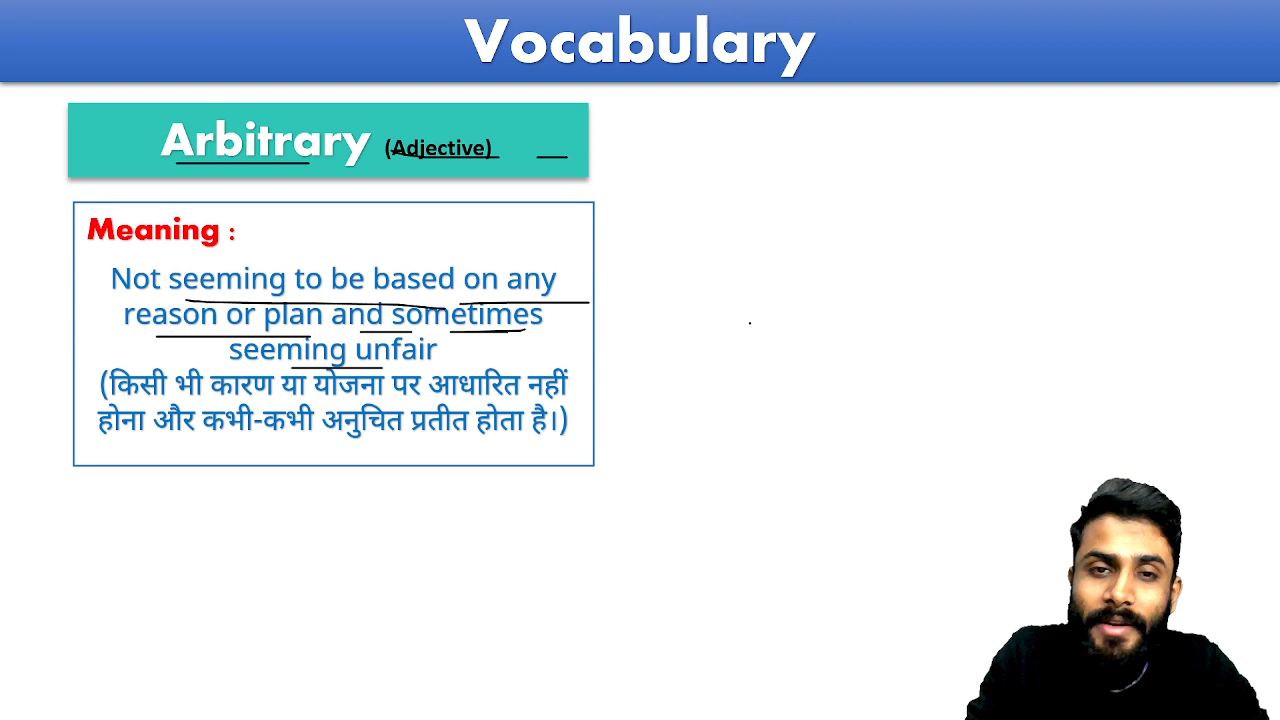 Vocabulary
Arbitrary (Adjective)
Meaning :
Not seeming to be based on any
reason or plan and sometimes
seeming unfair
(किसी भी कारण या योजना पर आधारित नहीं
होना और कभी-कभी अनुचित प्रतीत होता है।)